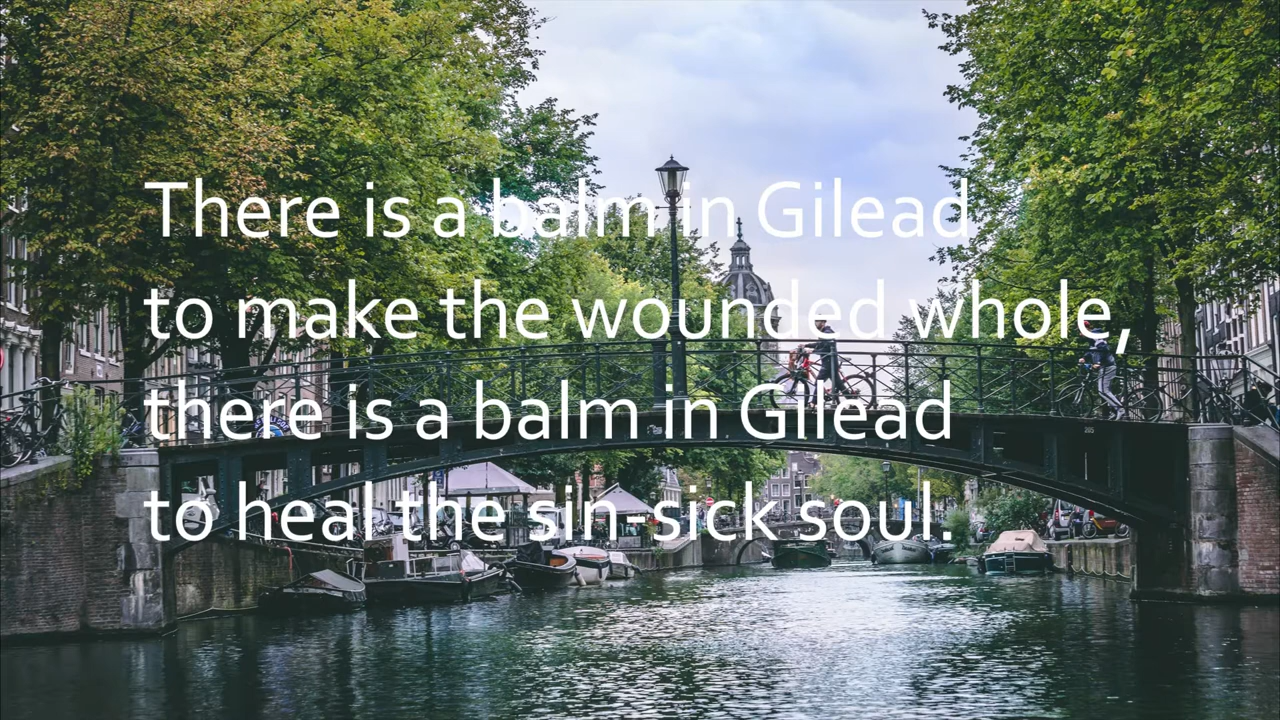 There is a balm in Gilead
to make the wounded whole,
there is a balm in Gilead
to heal the sin-sick soul.